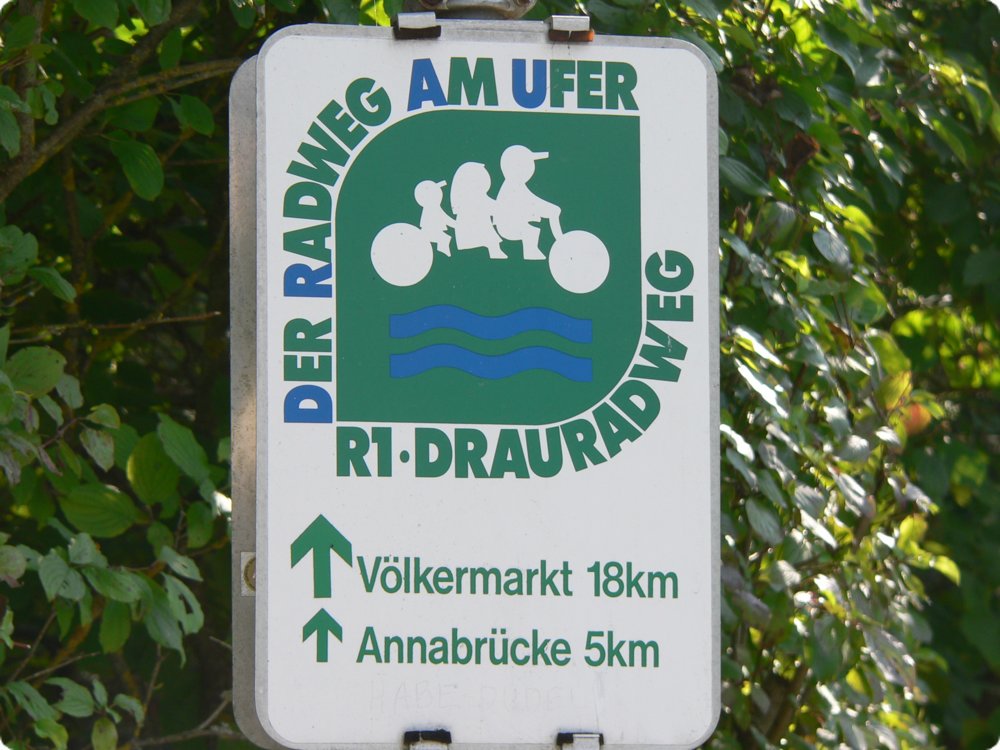 DER RADWEG AM UFER
R1·DRAURADWEG
Völkermarkt 18km
Annabrücke 5km